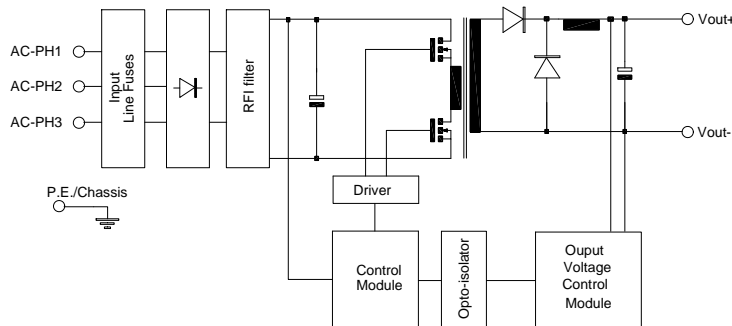 AC-PH1
AC-PH2
AC-PH3
P.E./Chassis
Input
Line Fuses
RFI filter
Driver
Control
Module
Opto-isolator
Ouput
Voltage
Control
Module
Vout+
Vout-